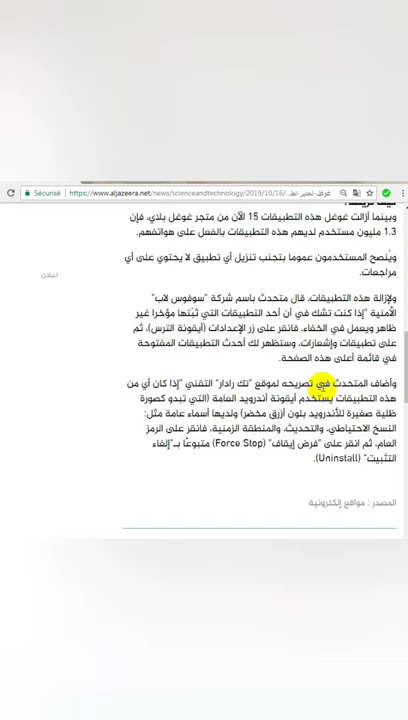 Sécurisé | https://www.aljazeera.net/news/scienceandtechnology/2019/10/16/
وبينما أزالت غوغل هذه التطبيقات 15 الآن من متجر غوغل بلاي، فإن
1.3 مليون مستخدم لديهم هذه التطبيقات بالفعل على هواتفهم.
ويُنصح المستخدمون عموما بتجنب تنزيل أي تطبيق لا يحتوي على أي
مراجعات.
اعلان
ولإزالة هذه التطبيقات، قال متحدث باسم شركة "سوفوس لاب"
الأمنية "إذا كنت تشك في أن أحد التطبيقات التي ثبّتها مؤخرا غير
ظاهر ويعمل في الخفاء، فانقر على زر الإعدادات (أيقونة الترس)، ثم
على تطبيقات وإشعارات، وستظهر لك أحدث التطبيقات المفتوحة
في قائمة أعلى هذه الصفحة.
وأضاف المتحدث في تصريحه لموقع "تك رادار" التقني "إذا كان أي من
هذه التطبيقات يستخدم أيقونة أندرويد العامة (التي تبدو كصورة
ظلية صغيرة للأندرويد بلون أزرق مخضر) ولديها أسماء عامة مثل:
النسخ الاحتياطي، والتحديث، والمنطقة الزمنية، فانقر على الرمز
العام، ثم انقر على "فرض إيقاف" (Force Stop) متبوعًا بـ"إلغاء
التثبيت" (Uninstall).
المصدر : مواقع إلكترونية